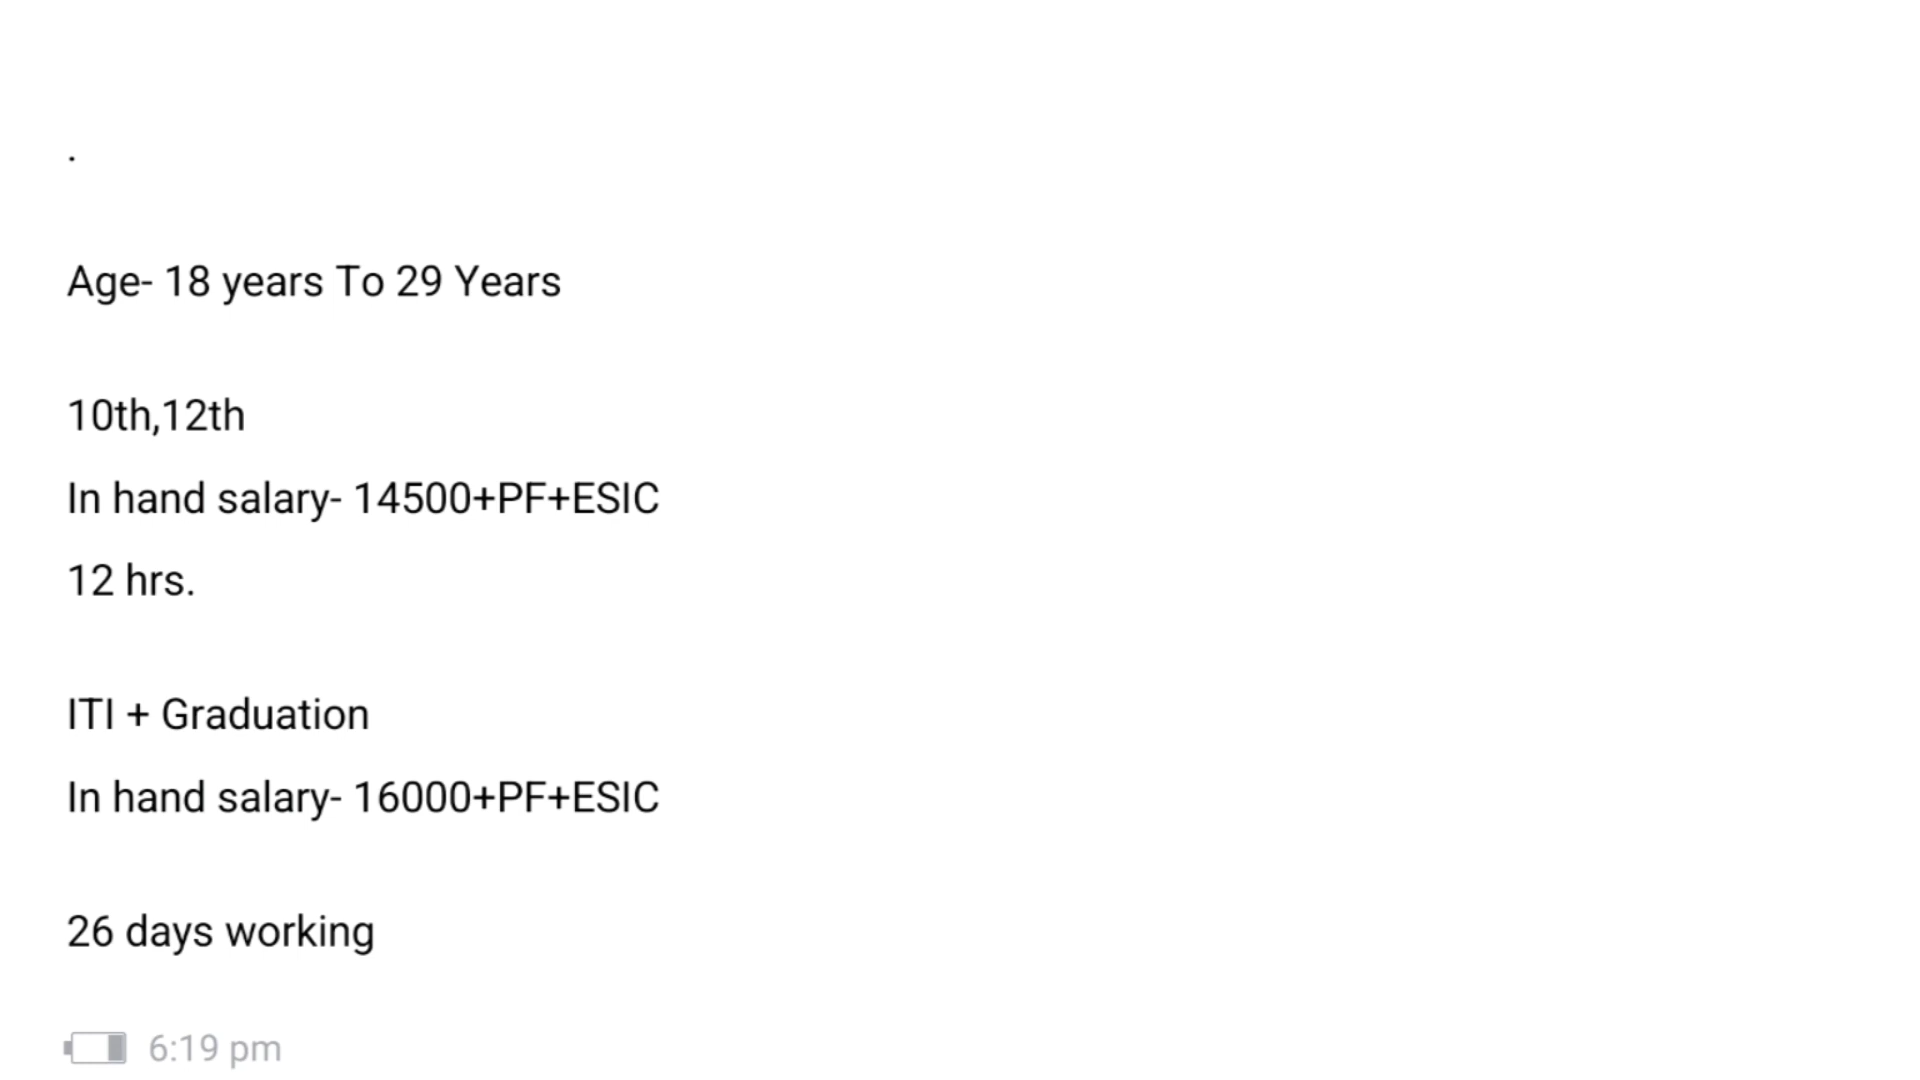 .
Age- 18 years To 29 Years
10th,12th
In hand salary- 14500+PF+ESIC
12 hrs.
ITI + Graduation
In hand salary- 16000+PF+ESIC
26 days working
6:19 pm